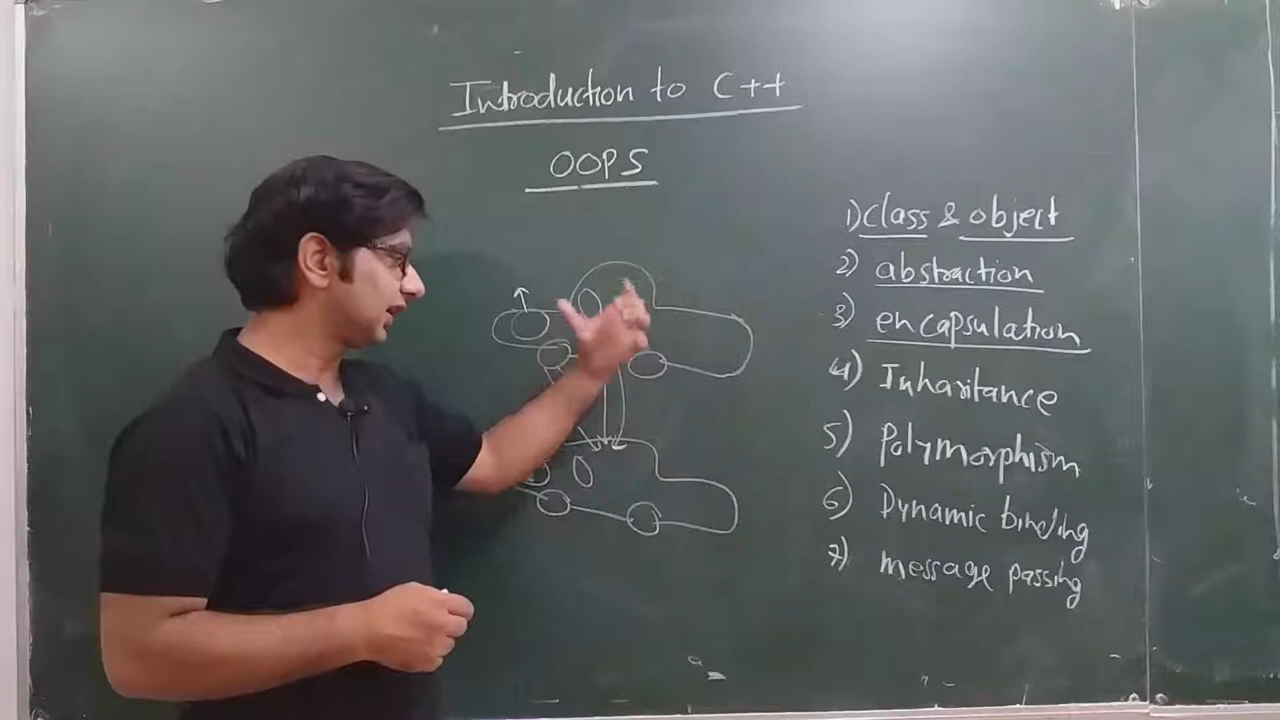 Introduction to C++
OOPS
1) Class & object
2) abstraction
3) encapsulation
4) Inharitance
5) Polymorphism
6) Dynamic binding
7) message passing